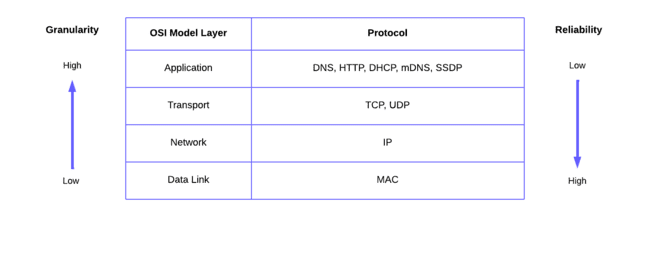 Granularity
OSI Model Layer
Protocol
Reliability
High
Application
DNS, HTTP, DHCP, mDNS, SSDP
Low
Transport
TCP, UDP
Network
IP
Low
Data Link
MAC
High